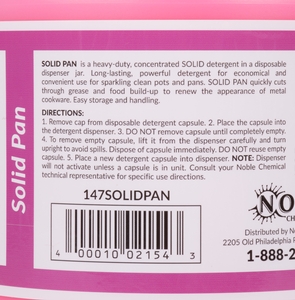 Solid Pan
SOLID PAN is a heavy-duty, concentrated SOLID detergent in a disposable
dispenser jar. Long-lasting, powerful detergent for economical and
convenient use for sparkling clean pots and pans. SOLID PAN quickly cuts
through grease and food build-up to renew the appearance of metal
cookware. Easy storage and handling.
DIRECTIONS:
1. Remove cap from disposable detergent capsule. 2. Place the capsule into
the detergent dispenser. 3. DO NOT remove capsule until completely empty.
4. To remove empty capsule, lift it from the dispenser carefully and turn
upright to avoid spills. Dispose of capsule immediately. DO NOT reuse empty
capsule. 5. Place a new detergent capsule into dispenser. NOTE: Dispenser
will not activate unless a capsule is in unit. Consult your Noble Chemical
technical representative for specific use directions.
147SOLIDPAN
4 00010 02154 3
NO
CH
Distributed by N
2205 Old Philadelphia
1-888-2